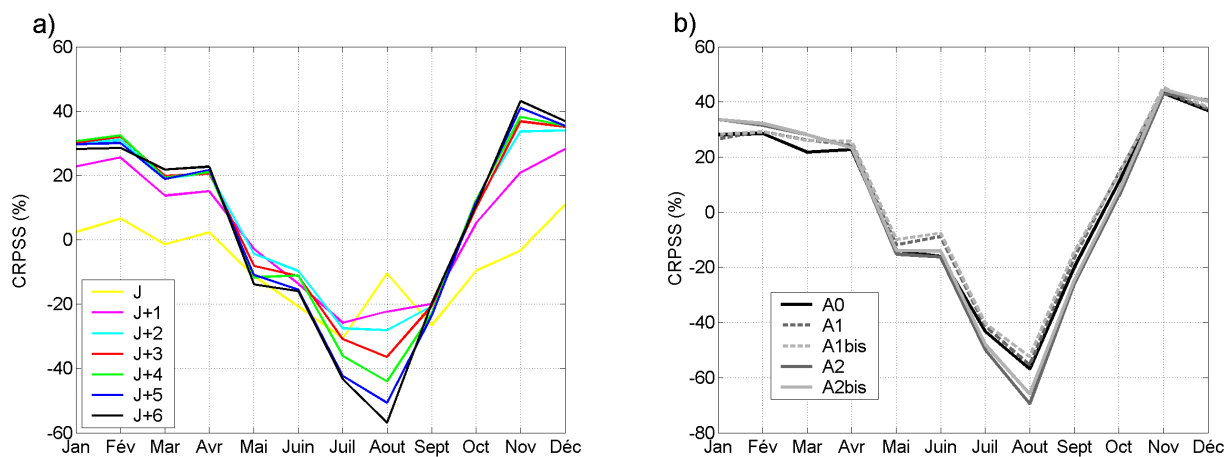 a)
60
40
20
0
-20
-40
-60
CRPSS (%)
J
J+1
J+2
J+3
J+4
J+5
J+6
Jan Fév Mar Avr Mai Juin Juil Aout Sept Oct Nov Déc
b)
60
40
20
0
-20
-40
-60
-80
CRPSS (%)
A0
A1
A1bis
A2
A2bis
Jan Fév Mar Avr Mai Juin Juil Aout Sept Oct Nov Déc